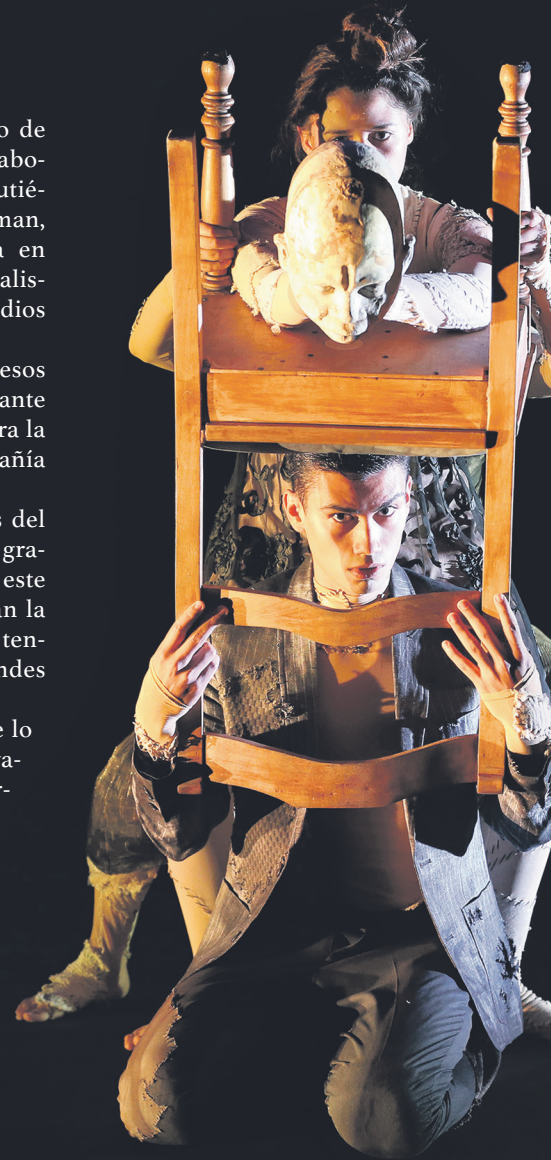 o de
abo-
utié-
man,
a en
alis-
dios
esos
ante
ra la
añía
s del
gra-
este
an la
ten-
ndes
e lo
va-
r-